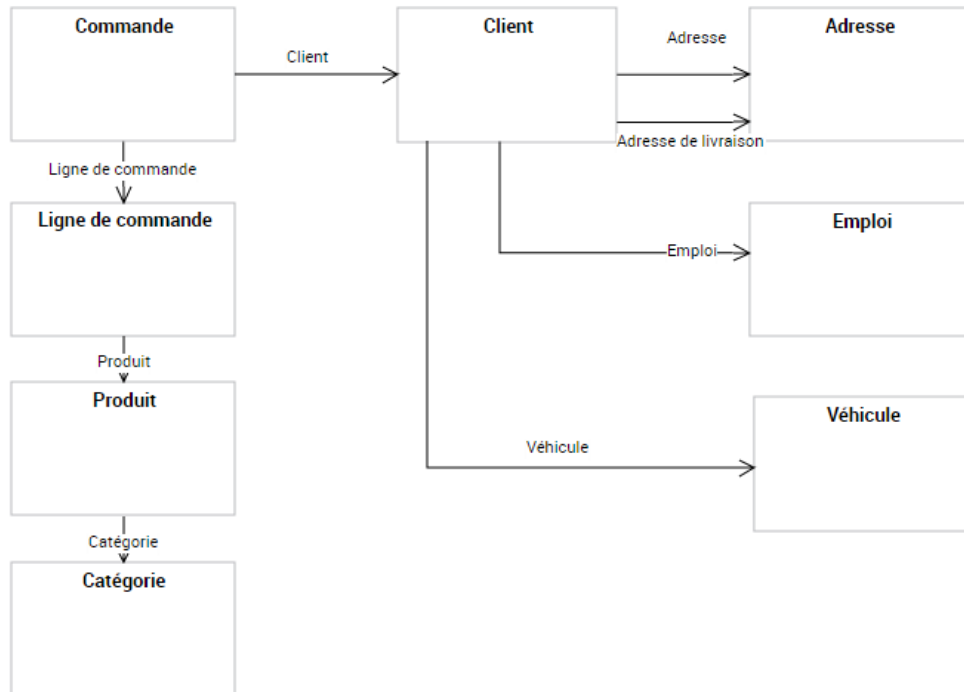 Commande
Client
Adresse
Client
Adresse
Adresse de livraison
Ligne de commande
Ligne de commande
Emploi
Emploi
Produit
Produit
Véhicule
Véhicule
Catégorie
Catégorie